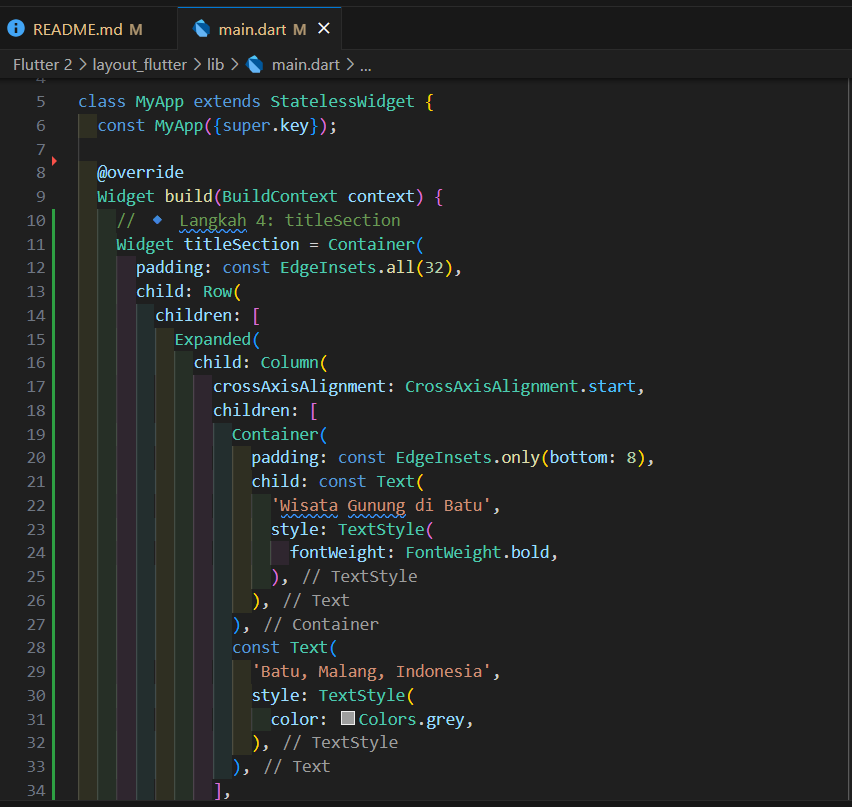 README.md M
main.dart M
Flutter 2 > layout_flutter > lib > main.dart > ...
4
5 class MyApp extends StatelessWidget {
6   const MyApp({super.key});
7
8   @override
9   Widget build(BuildContext context) {
10     // 🔹 Langkah 4: titleSection
11     Widget titleSection = Container(
12       padding: const EdgeInsets.all(32),
13       child: Row(
14         children: [
15           Expanded(
16             child: Column(
17               crossAxisAlignment: CrossAxisAlignment.start,
18               children: [
19                 Container(
20                   padding: const EdgeInsets.only(bottom: 8),
21                   child: const Text(
22                     'Wisata Gunung di Batu',
23                     style: TextStyle(
24                       fontWeight: FontWeight.bold,
25                     ), // TextStyle
26                   ), // Text
27                 ), // Container
28                 const Text(
29                   'Batu, Malang, Indonesia',
30                   style: TextStyle(
31                     color: Colors.grey,
32                   ), // TextStyle
33                 ), // Text
34               ],